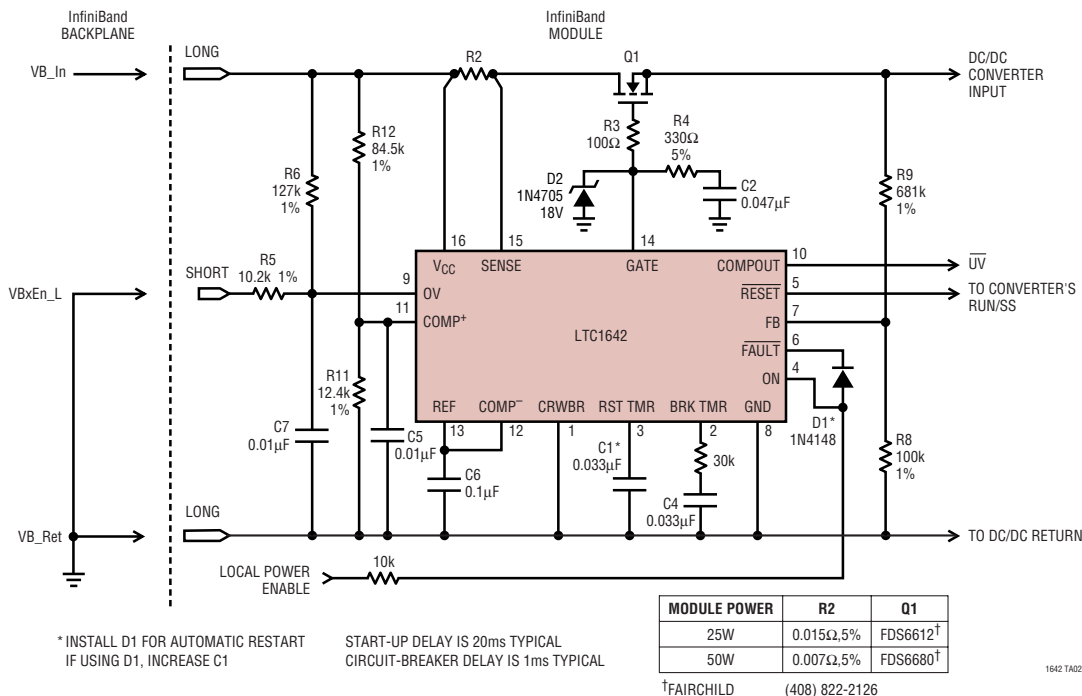 InfiniBand
BACKPLANE
InfiniBand
MODULE
VB_In
LONG
R2
Q1
DC/DC
CONVERTER
INPUT
R12
84.5k
1%
R3
100Ω
R4
330Ω
5%
R6
127k
1%
D2
1N4705
18V
C2
0.047µF
R9
681k
1%
16
15
14
VCC
SENSE
GATE
COMPOUT
10
UV
VBxEn_L
SHORT
R5
10.2k 1%
9
OV
RESET
5
TO CONVERTER'S
RUN/SS
11
COMP+
LTC1642
FB
7
FAULT
6
ON
4
R11
12.4k
1%
REF
COMP–
CRWBR
RST TMR
BRK TMR
GND
13
12
1
3
2
8
D1*
1N4148
C7
0.01µF
C5
0.01µF
C6
0.1µF
C1*
0.033µF
30k
C4
0.033µF
R8
100k
1%
VB_Ret
LONG
TO DC/DC RETURN
LOCAL POWER
ENABLE
10k
MODULE POWER R2 Q1
25W 0.015Ω,5% FDS6612†
50W 0.007Ω,5% FDS6680†
†FAIRCHILD (408) 822-2126
* INSTALL D1 FOR AUTOMATIC RESTART
IF USING D1, INCREASE C1
START-UP DELAY IS 20ms TYPICAL
CIRCUIT-BREAKER DELAY IS 1ms TYPICAL
1642 TA02